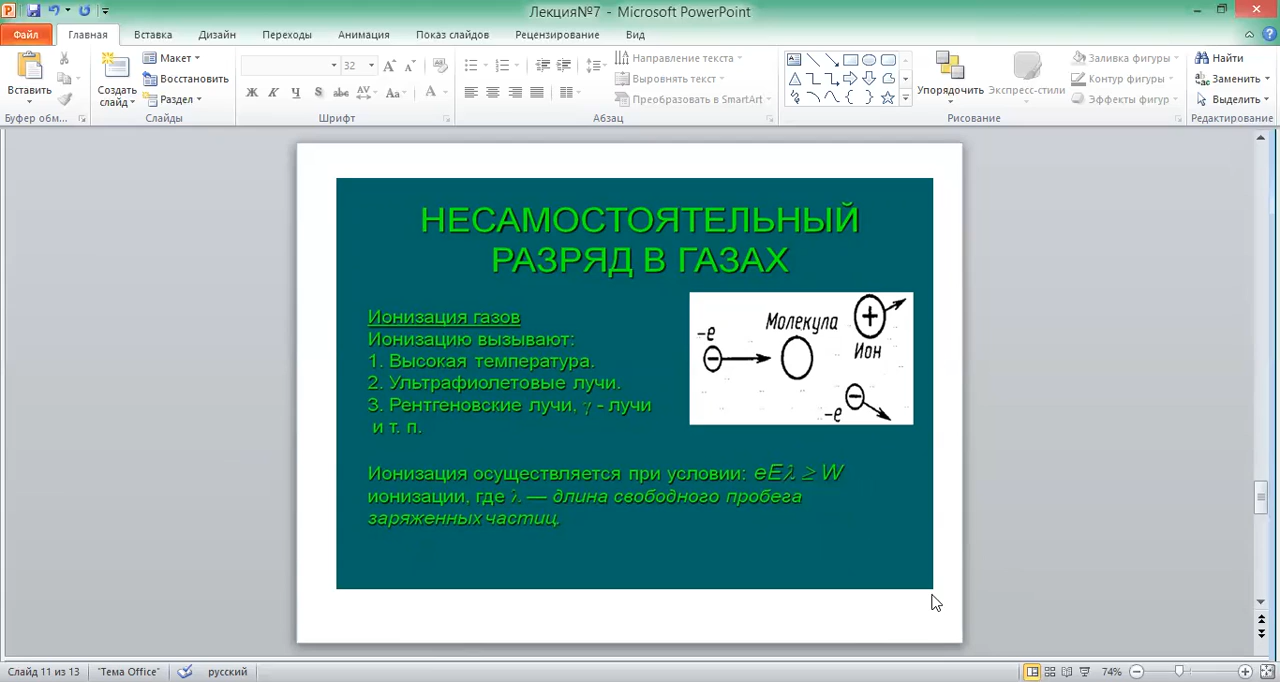 Лекция№7 - Microsoft PowerPoint
Файл Главная Вставка Дизайн Переходы Анимация Показ слайдов Рецензирование Вид
Вставить
Буфер обм...
Создать слайд
Макет
Восстановить
Раздел
Слайды
32
Ж К Ч S abc AV Aa A
Шрифт
Направление текста
Выровнять текст
Преобразовать в SmartArt
Абзац
Упорядочить
Экспресс-стили
Заливка фигуры
Контур фигуры
Эффекты фигур
Рисование
Найти
Заменить
Выделить
Редактирование
НЕСАМОСТОЯТЕЛЬНЫЙ
РАЗРЯД В ГАЗАХ
Ионизация газов
Ионизацию вызывают:
1. Высокая температура.
2. Ультрафиолетовые лучи.
3. Рентгеновские лучи, γ - лучи
и т. п.
–e
Молекула
Ион
–e
Ионизация осуществляется при условии: eEλ ≥ W
ионизации, где λ — длина свободного пробега
заряженных частиц.
Слайд 11 из 13 "Тема Office" русский 74%